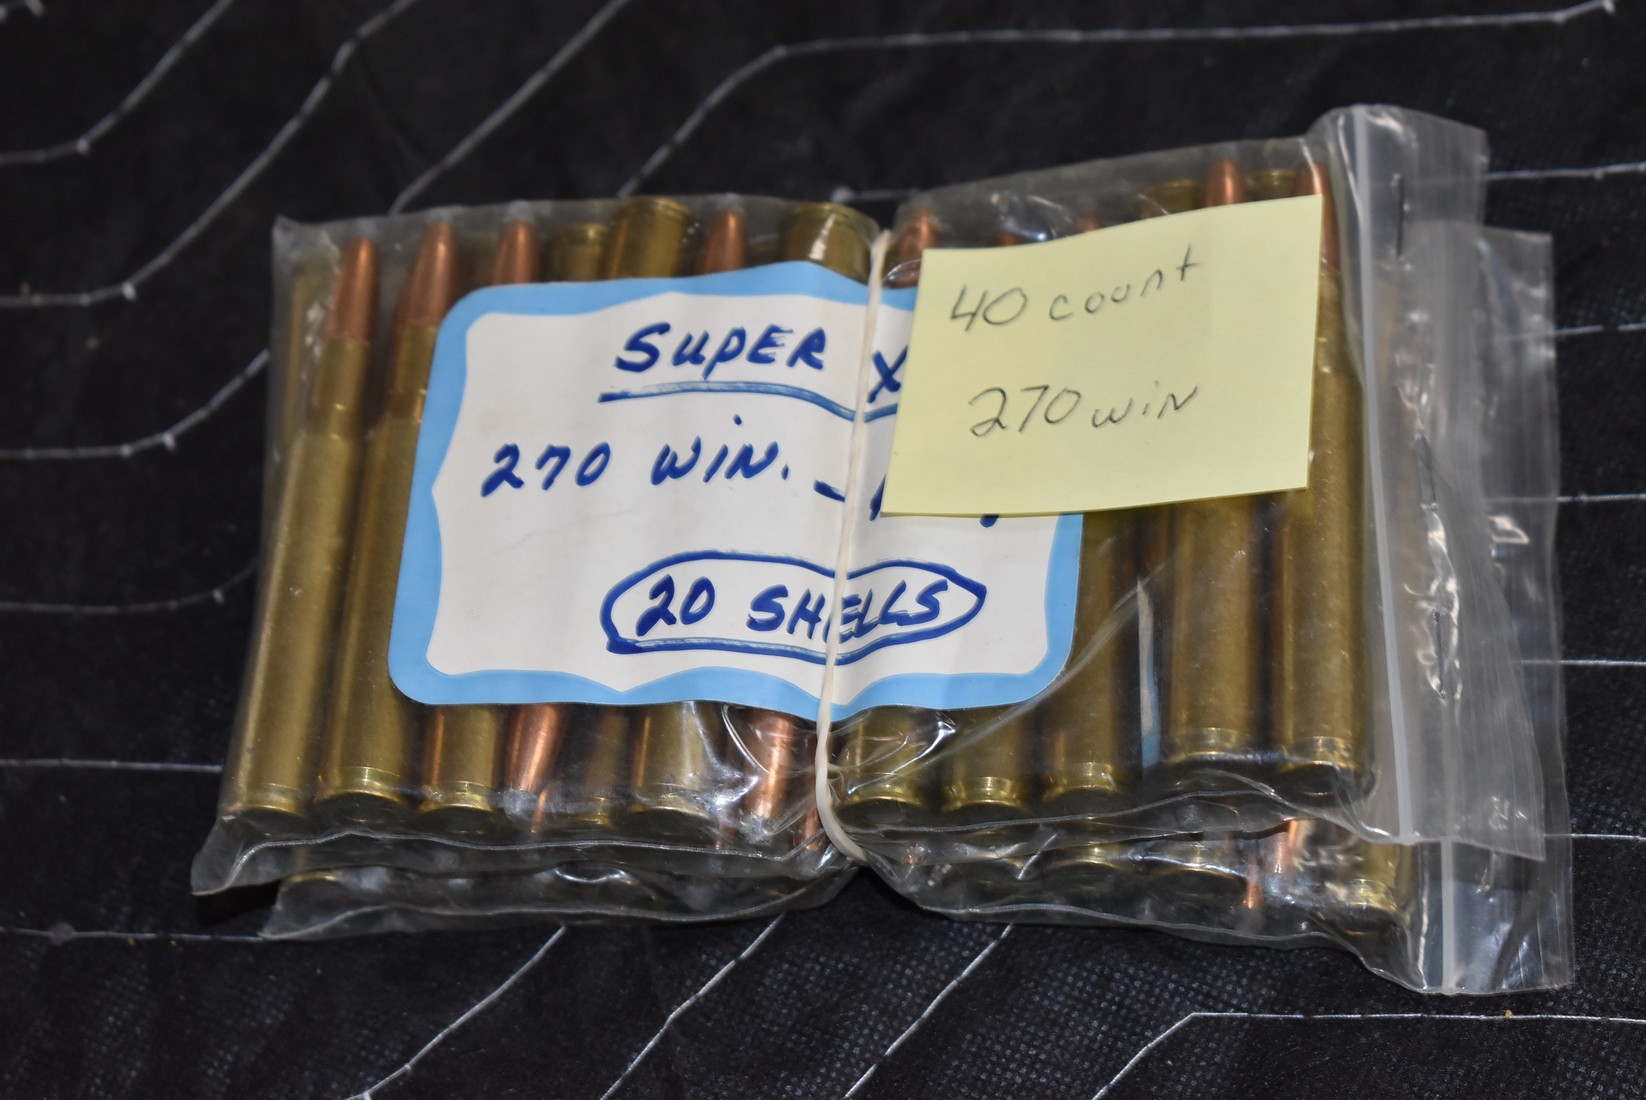 SUPER X
270 WIN. -
20 SHELLS
40 count
270 WIN